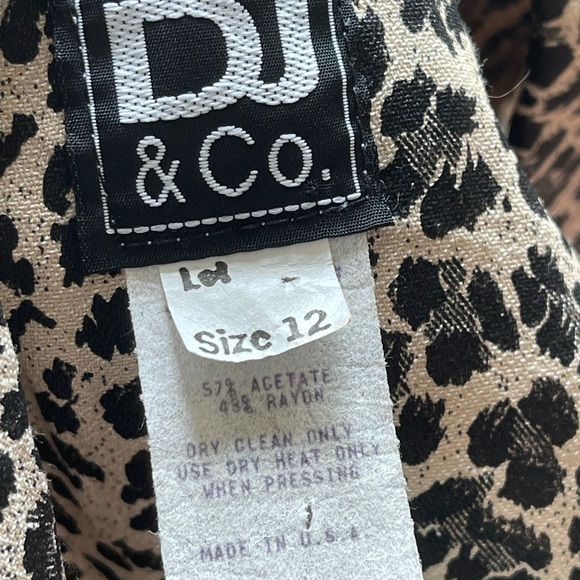 DJ
& Co.
Lot
Size 12
57% ACETATE
43% RAYON
DRY CLEAN ONLY
USE DRY HEAT ONLY
WHEN PRESSING
MADE IN U.S.A.